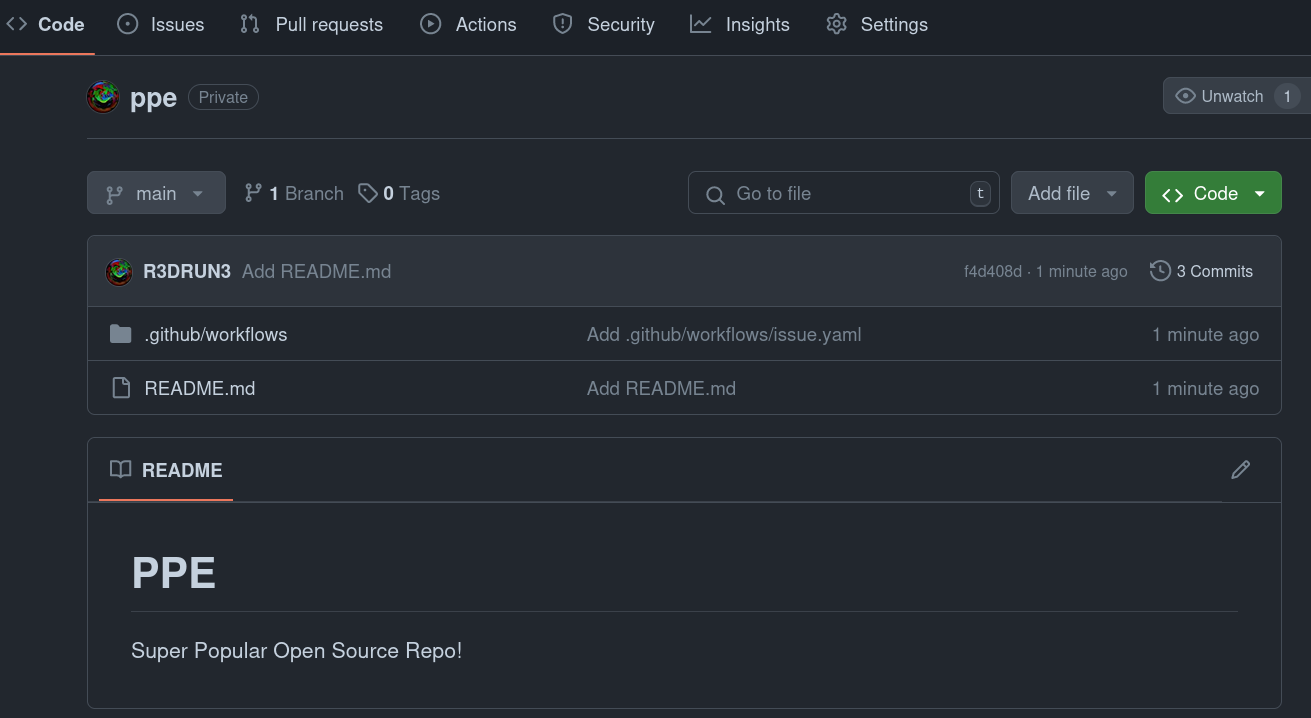 Code Issues Pull requests Actions Security Insights Settings
ppe Private Unwatch 1
main 1 Branch 0 Tags Go to file t Add file Code
R3DRUN3 Add README.md f4d408d · 1 minute ago 3 Commits
.github/workflows Add .github/workflows/issue.yaml 1 minute ago
README.md Add README.md 1 minute ago
README
PPE
Super Popular Open Source Repo!